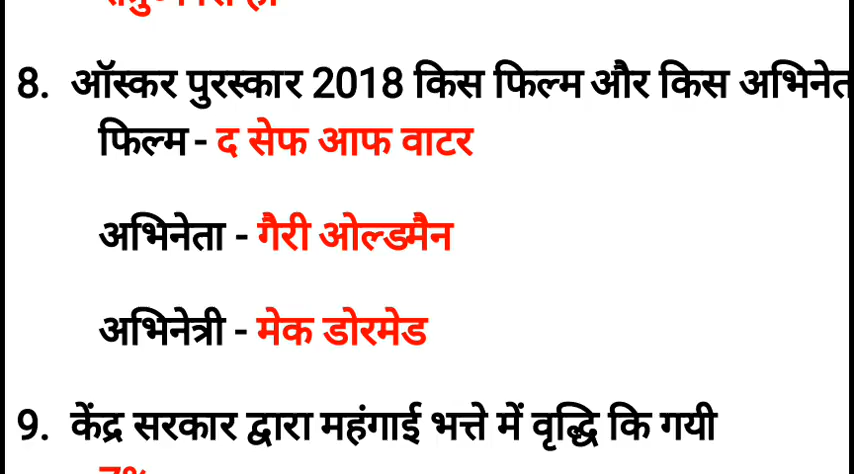 8. ऑस्कर पुरस्कार 2018 किस फिल्म और किस अभिनेत
फिल्म - द सेफ आफ वाटर
अभिनेता - गैरी ओल्डमैन
अभिनेत्री - मेक डोरमेड
9. केंद्र सरकार द्वारा महंगाई भत्ते में वृद्धि कि गयी